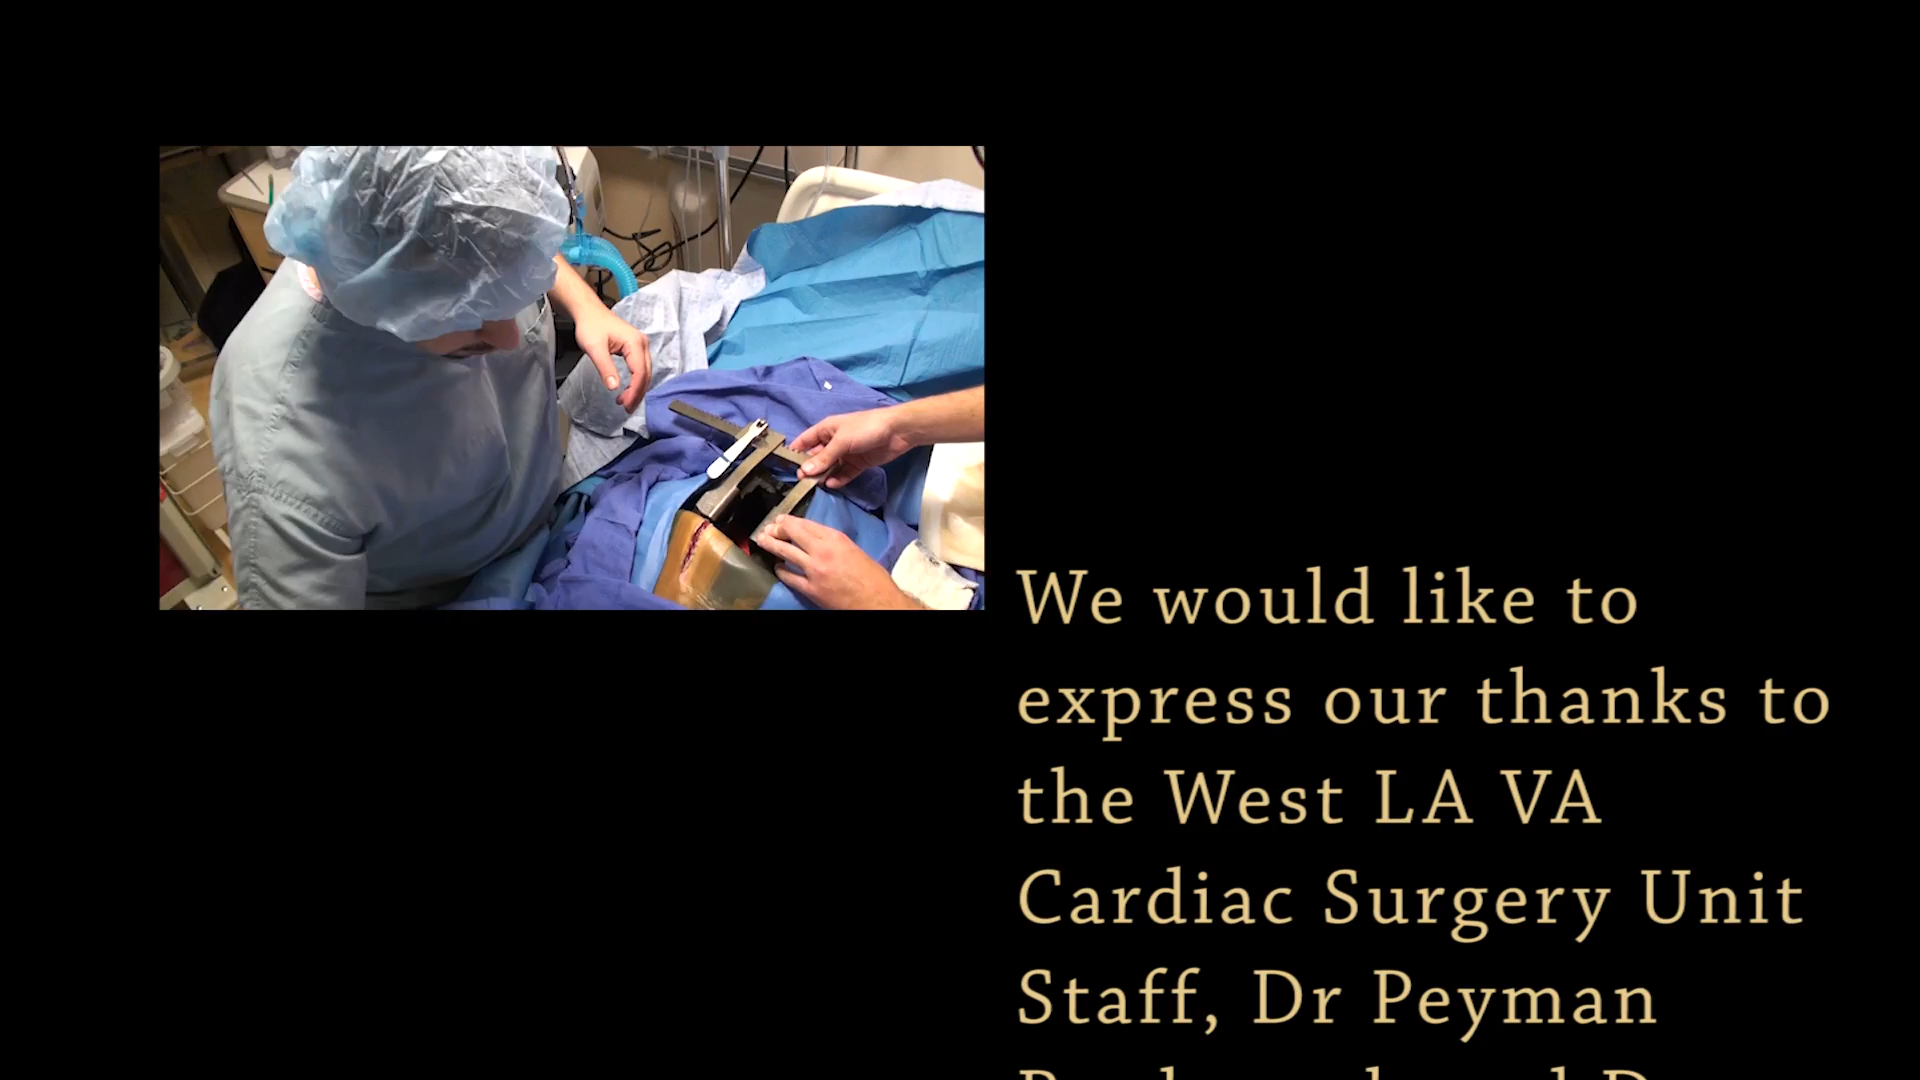 We would like to
express our thanks to
the West LA VA
Cardiac Surgery Unit
Staff, Dr Peyman